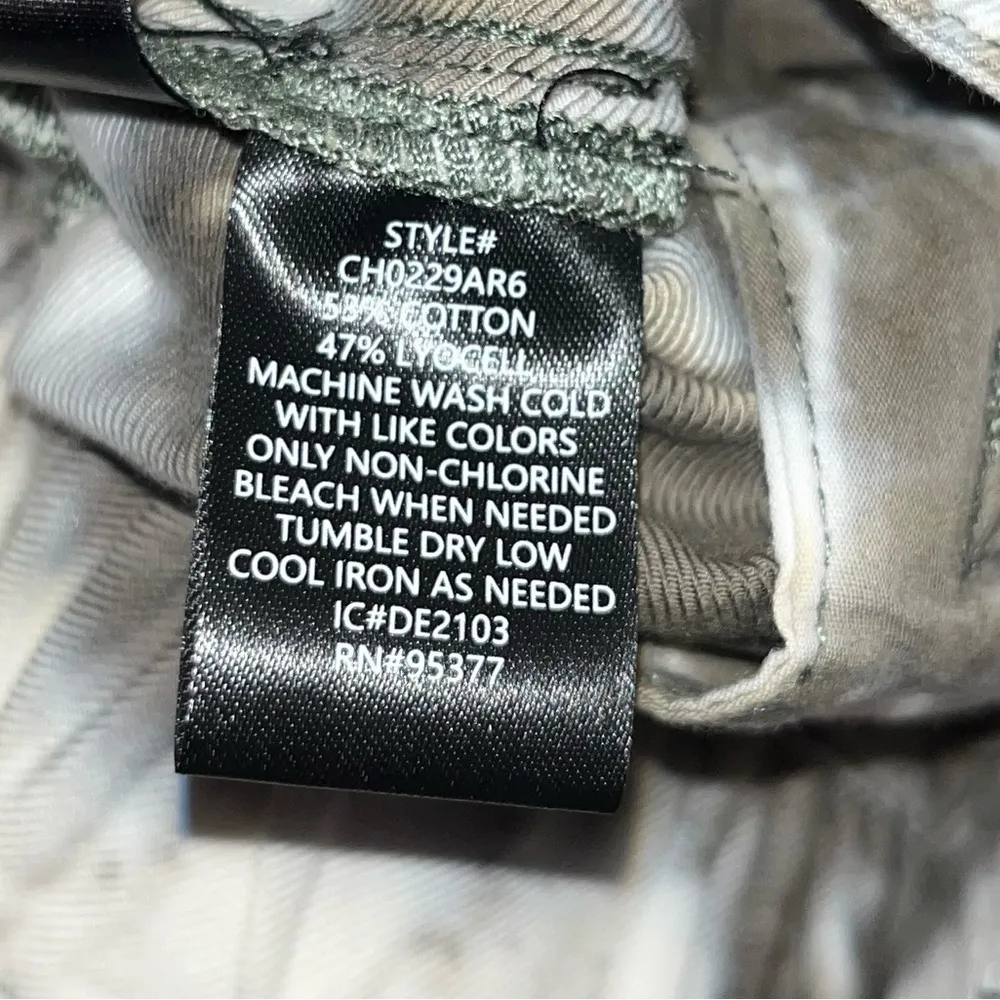 STYLE#
CH0229AR6
53% COTTON
47% LYOCELL
MACHINE WASH COLD
WITH LIKE COLORS
ONLY NON-CHLORINE
BLEACH WHEN NEEDED
TUMBLE DRY LOW
COOL IRON AS NEEDED
IC#DE2103
RN#95377